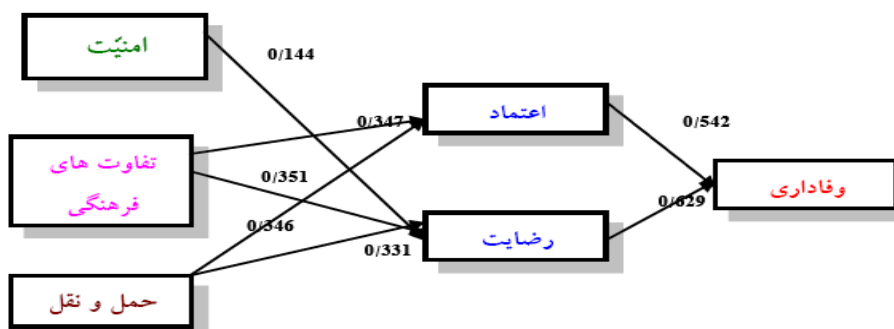 امنیّت
0/144
0/347
اعتماد
0/542
تفاوت های
فرهنگی
0/351
وفاداری
0/629
0/346
0/331
رضایت
حمل و نقل